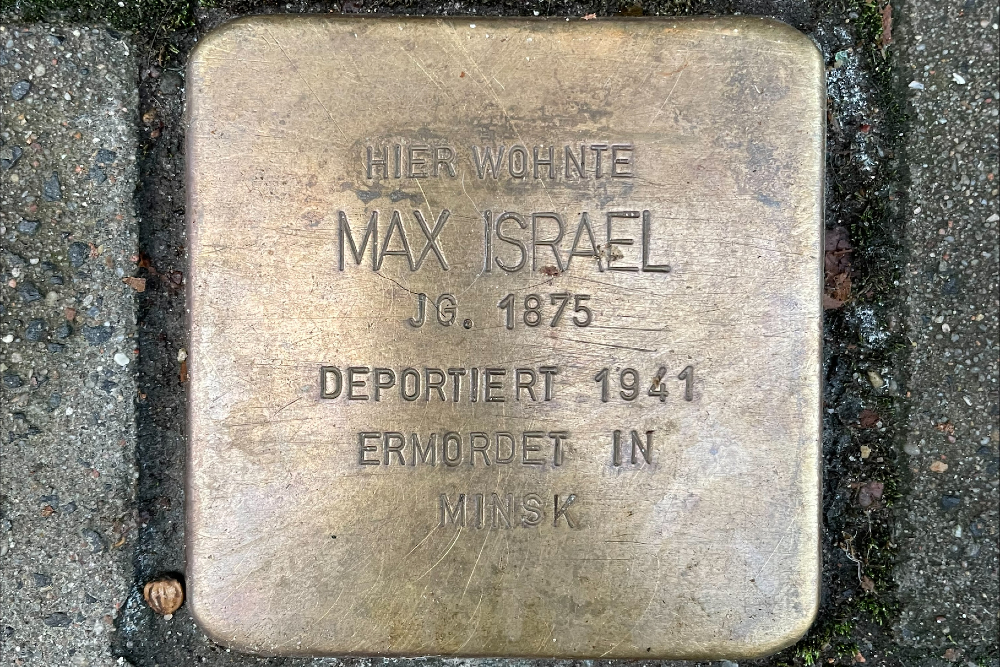 HIER WOHNTE
MAX ISRAEL
JG. 1875
DEPORTIERT 1941
ERMORDET IN
MINSK